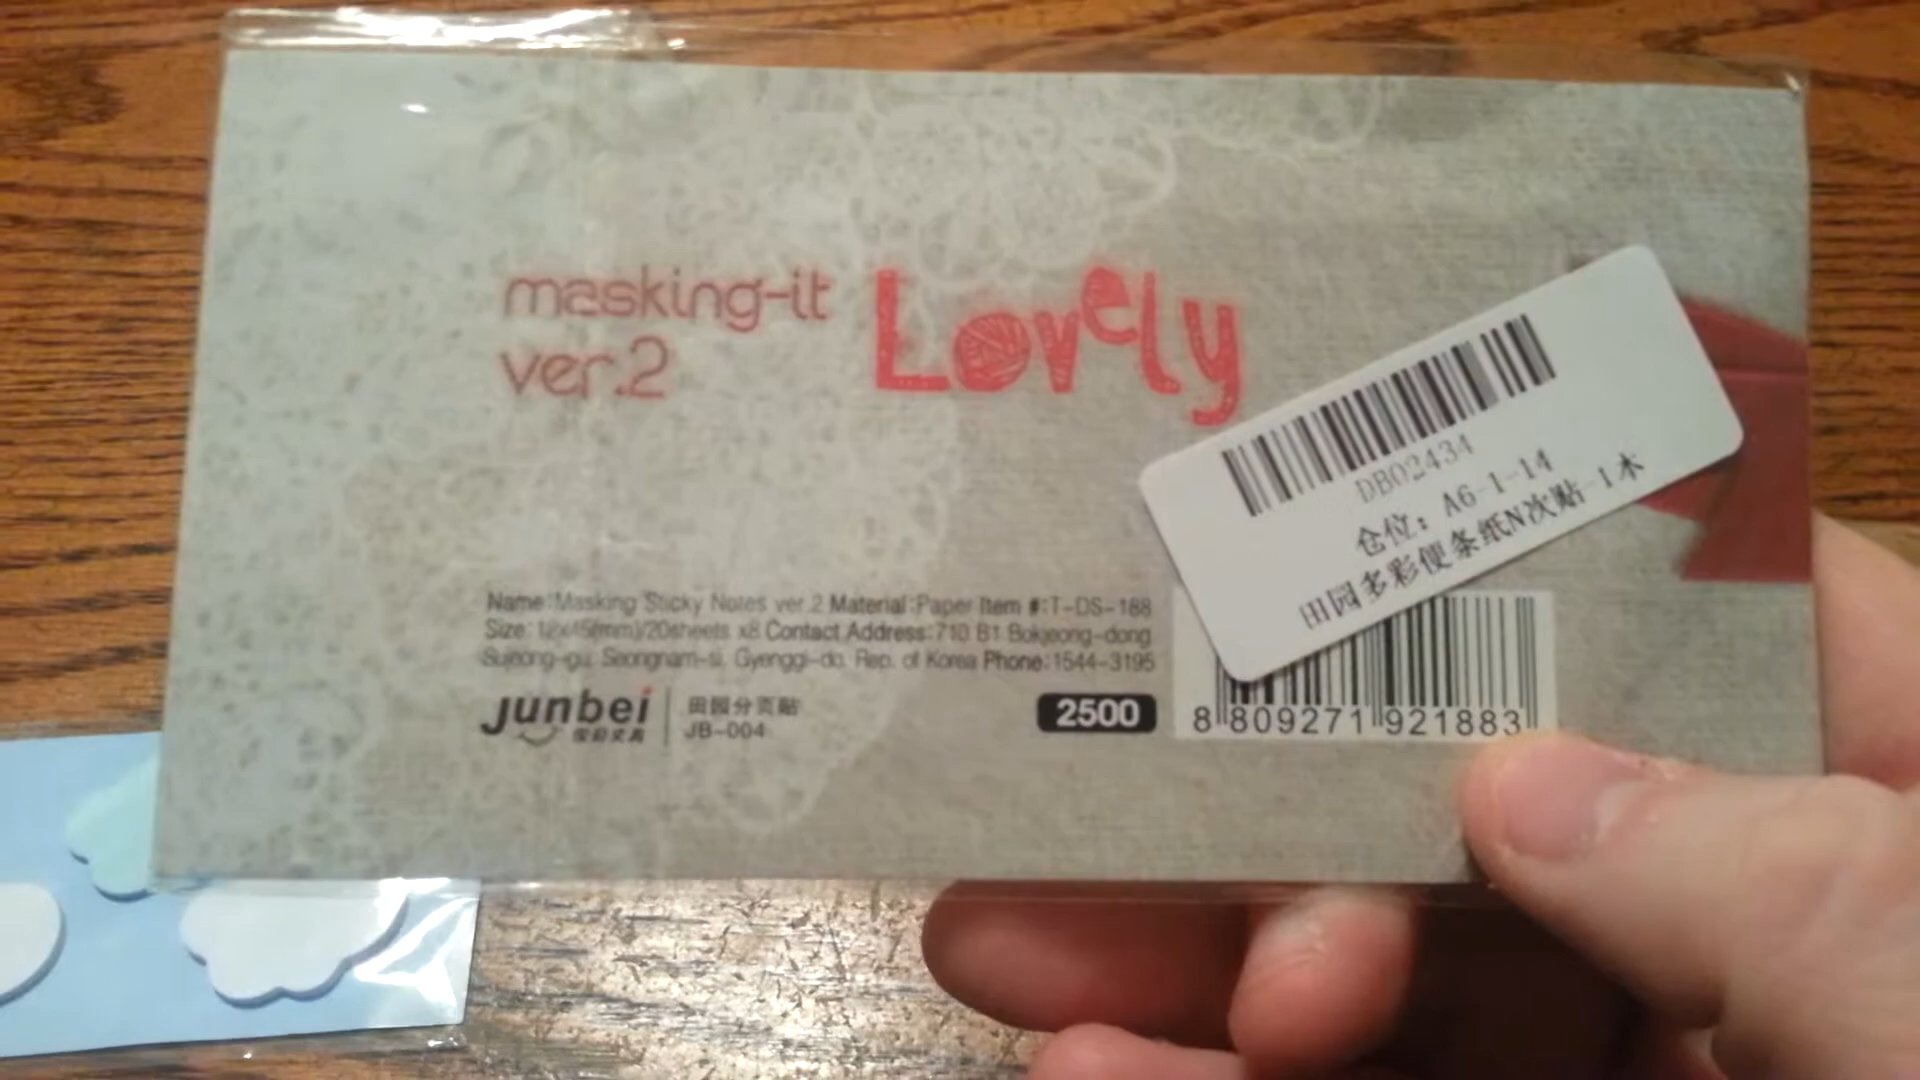 masking-it
ver.2
Lovely
DB02434
仓位: A6-1-14
田园多彩便条纸N次贴-1本
Name:Masking Sticky Notes ver.2 Material:Paper Item #:T-DS-188
Size: 12x45(mm)/20sheets x8 Contact Address:710 B1 Bokjeong-dong
Sujeong-gu. Seongnam-si. Gyenggi-do. Rep. of Korea Phone:1544-3195
junbei
田园分页贴
JB-004
2500
8 809271 921883